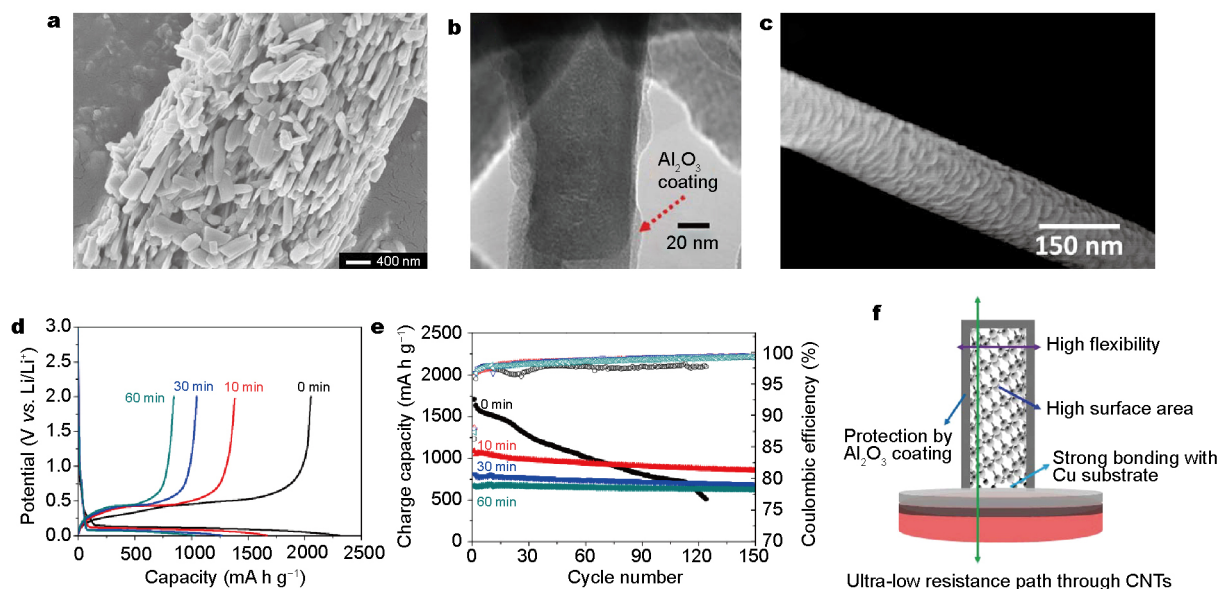 a
400 nm
b
Al₂O₃
coating
20 nm
c
150 nm
d
3.0
2.5
2.0
1.5
1.0
0.5
0.0
Potential (V vs. Li/Li⁺)
60 min
30 min
10 min
0 min
0
500
1000
1500
2000
2500
Capacity (mA h g⁻¹)
e
2500
2000
1750
1500
1250
1000
750
500
250
0
Charge capacity (mA h g⁻¹)
0 min
10 min
30 min
60 min
100
95
90
85
80
75
70
Coulombic efficiency (%)
0
30
60
90
120
150
Cycle number
f
High flexibility
High surface area
Protection by
Al₂O₃ coating
Strong bonding with
Cu substrate
Ultra-low resistance path through CNTs